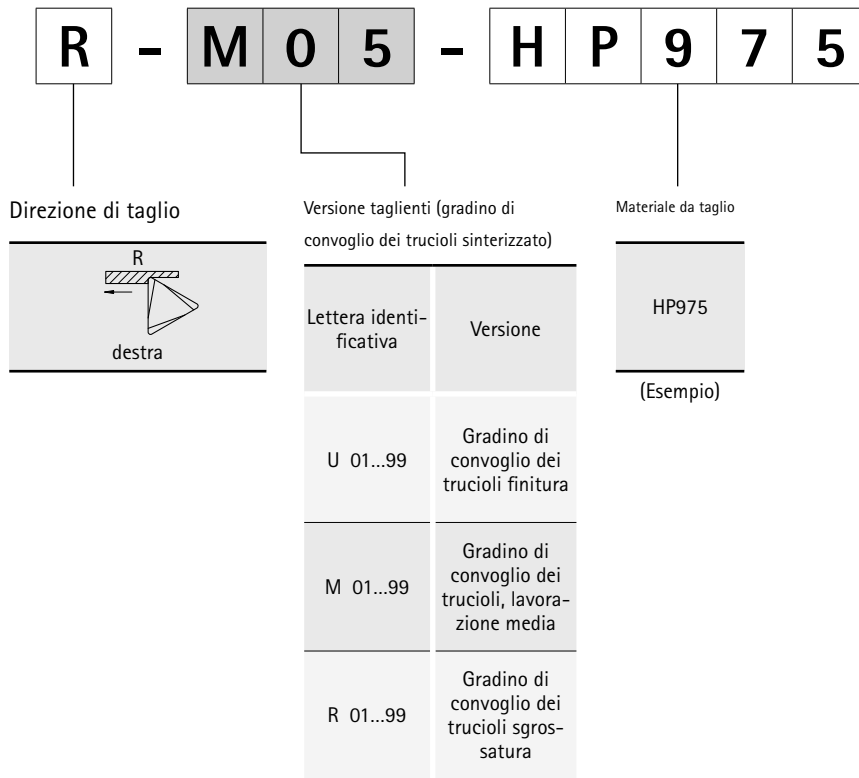 R - M 0 5 - H P 9 7 5
Direzione di taglio
R
destra
Versione taglienti (gradino di
convoglio dei trucioli sinterizzato)
Lettera identi-
ficativa
Versione
U 01...99
Gradino di
convoglio dei
trucioli finitura
M 01...99
Gradino di
convoglio dei
trucioli, lavora-
zione media
R 01...99
Gradino di
convoglio dei
trucioli sgros-
satura
Materiale da taglio
HP975
(Esempio)